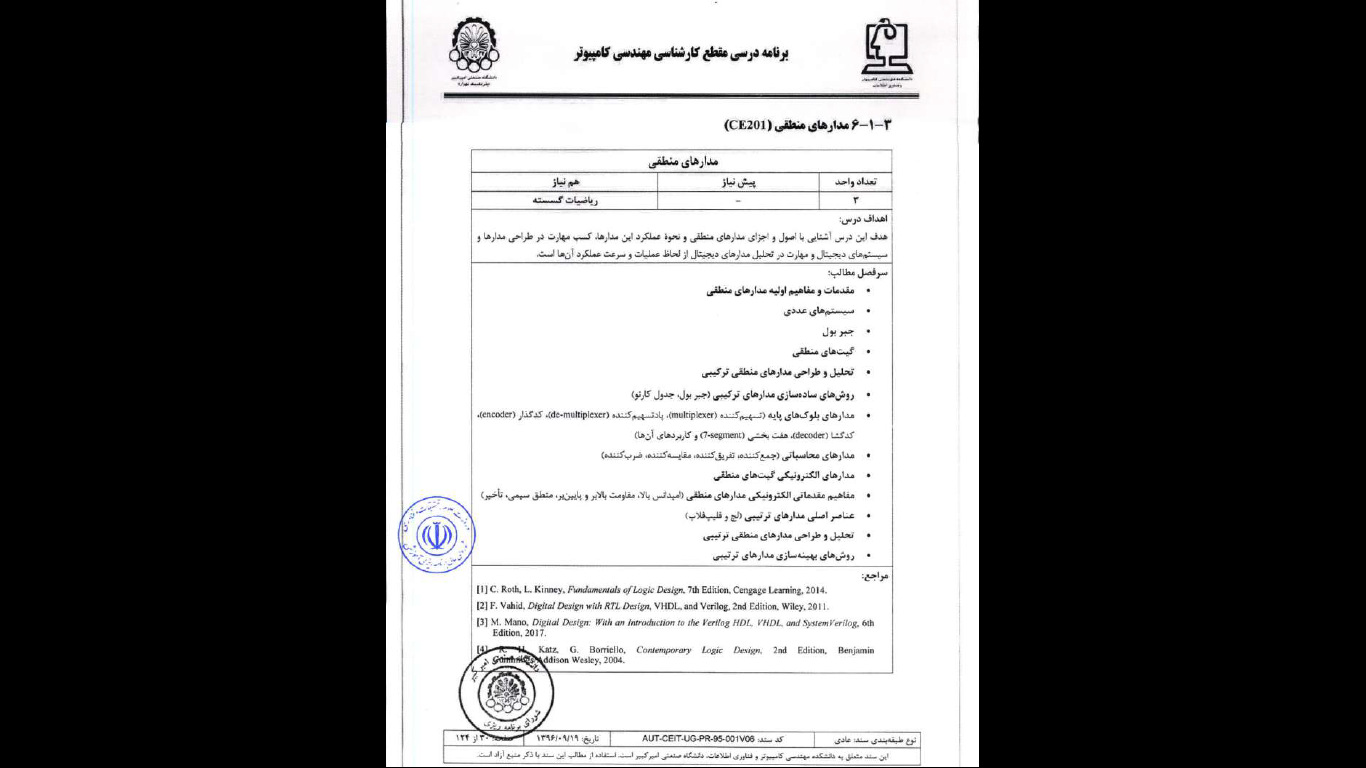 برنامه درسی مقطع کارشناسی مهندسی کامپیوتر
دانشگاه صنعتی امیرکبیر
دانشکده مهندسی کامپیوتر
و فناوری اطلاعات
۳-۱-۶ مدارهای منطقی (CE201)
مدارهای منطقی
تعداد واحد پیش نیاز هم نیاز
۳ - ریاضیات گسسته
اهداف درس:
هدف این درس آشنایی با اصول و اجزای مدارهای منطقی و نحوهٔ عملکرد این مدارها، کسب مهارت در طراحی مدارها و
سیستم‌های دیجیتال و مهارت در تحلیل مدارهای دیجیتال از لحاظ عملیات و سرعت عملکرد آن‌ها است.
سرفصل مطالب:
• مقدمات و مفاهیم اولیه مدارهای منطقی
• سیستم‌های عددی
• جبر بول
• گیت‌های منطقی
• تحلیل و طراحی مدارهای منطقی ترکیبی
• روش‌های ساده‌سازی مدارهای ترکیبی (جبر بول، جدول کارنو)
• مدارهای بلوک‌های پایه (تسهیم‌کننده (multiplexer)، پادتسهیم‌کننده (de-multiplexer)، کدگذار (encoder)،
کدگشا (decoder)، هفت بخشی (7-segment) و کاربردهای آن‌ها)
• مدارهای محاسباتی (جمع‌کننده، تفریق‌کننده، مقایسه‌کننده، ضرب‌کننده)
• مدارهای الکترونیکی گیت‌های منطقی
• مفاهیم مقدماتی الکترونیکی مدارهای منطقی (امپدانس بالا، مقاومت بالابر و پایین‌بر، منطق سیمی، تأخیر)
• عناصر اصلی مدارهای ترتیبی (لچ و فلیپ‌فلاپ)
• تحلیل و طراحی مدارهای منطقی ترتیبی
• روش‌های بهینه‌سازی مدارهای ترتیبی
مراجع:
[1] C. Roth, L. Kinney, Fundamentals of Logic Design, 7th Edition, Cengage Learning, 2014.
[2] F. Vahid, Digital Design with RTL Design, VHDL, and Verilog, 2nd Edition, Wiley, 2011.
[3] M. Mano, Digital Design: With an Introduction to the Verilog HDL, VHDL, and SystemVerilog, 6th
Edition, 2017.
[4] R. H. Katz, G. Borriello, Contemporary Logic Design, 2nd Edition, Benjamin
Cummings Addison Wesley, 2004.
شورای برنامه ریزی
نوع طبقه‌بندی سند: عادی کد سند: AUT-CEIT-UG-PR-95-001V06 تاریخ: ۱۳۹۶/۰۹/۱۹ صفحه: ۳۰ از ۱۲۴
این سند متعلق به دانشکده مهندسی کامپیوتر و فناوری اطلاعات، دانشگاه صنعتی امیرکبیر است. استفاده از مطالب این سند با ذکر منبع آزاد است.